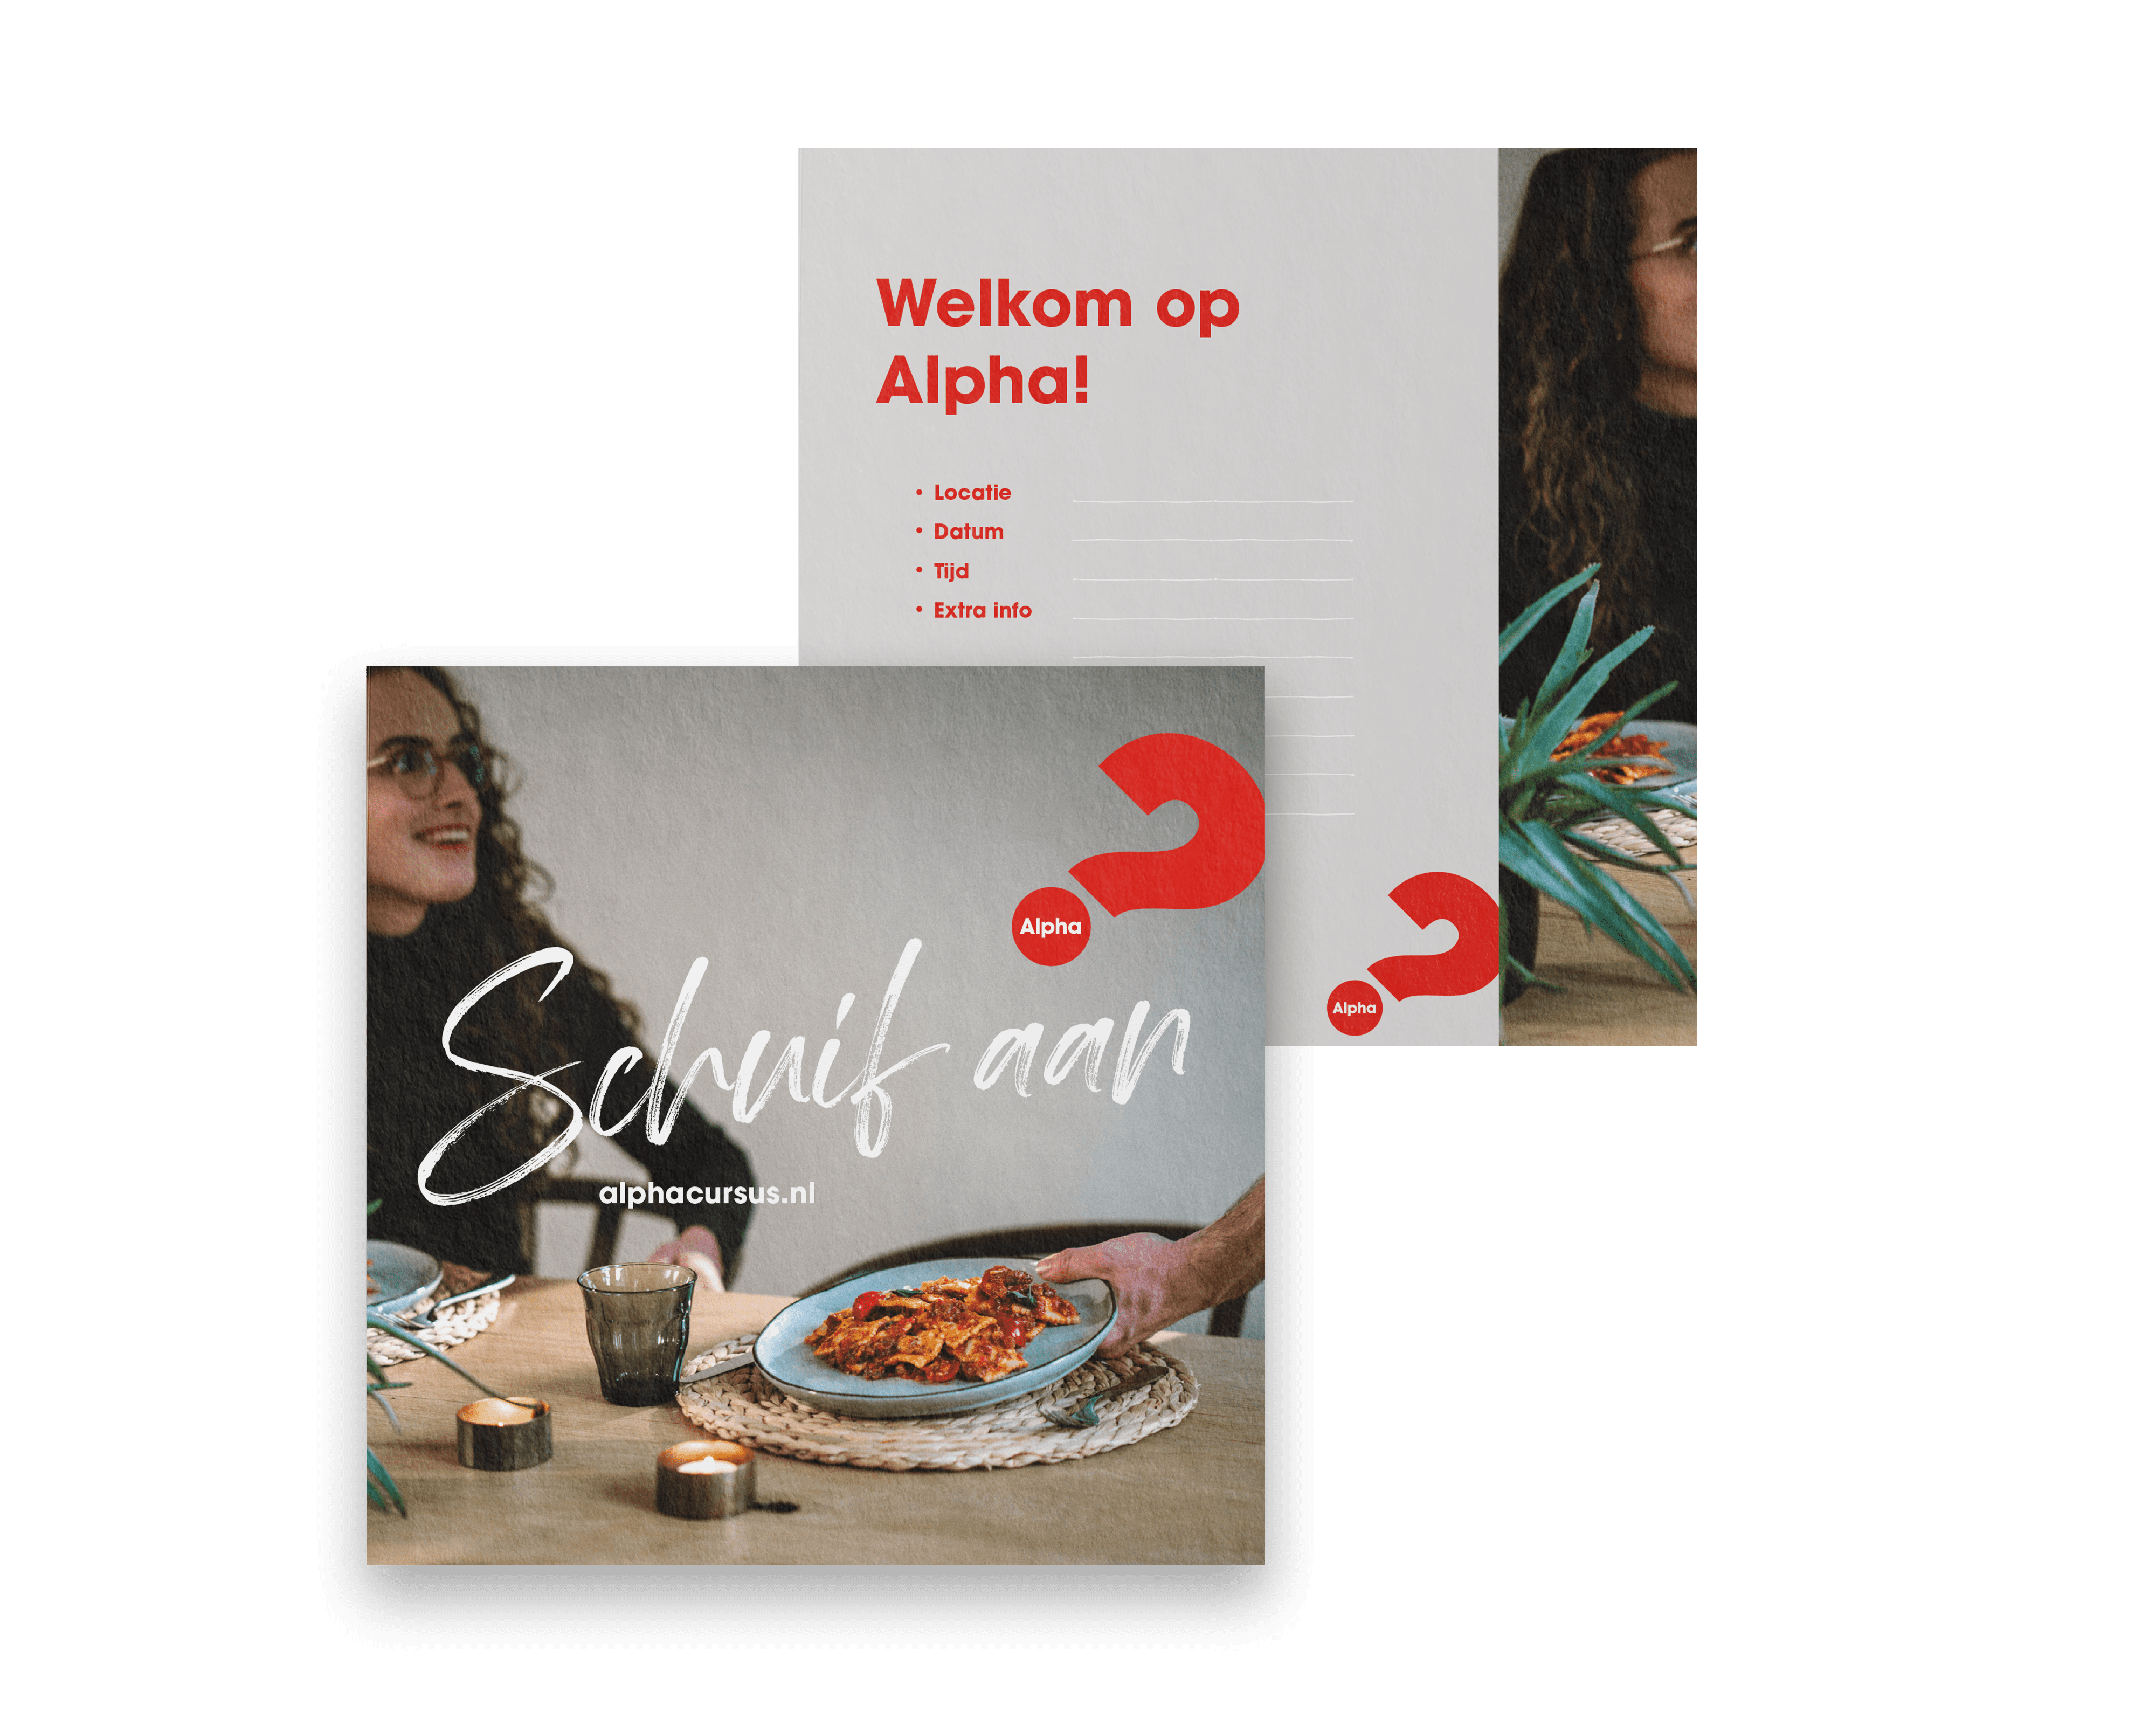 Welkom op
Alpha!
• Locatie
• Datum
• Tijd
• Extra info
Alpha
Schuif aan
alphacursus.nl
Alpha